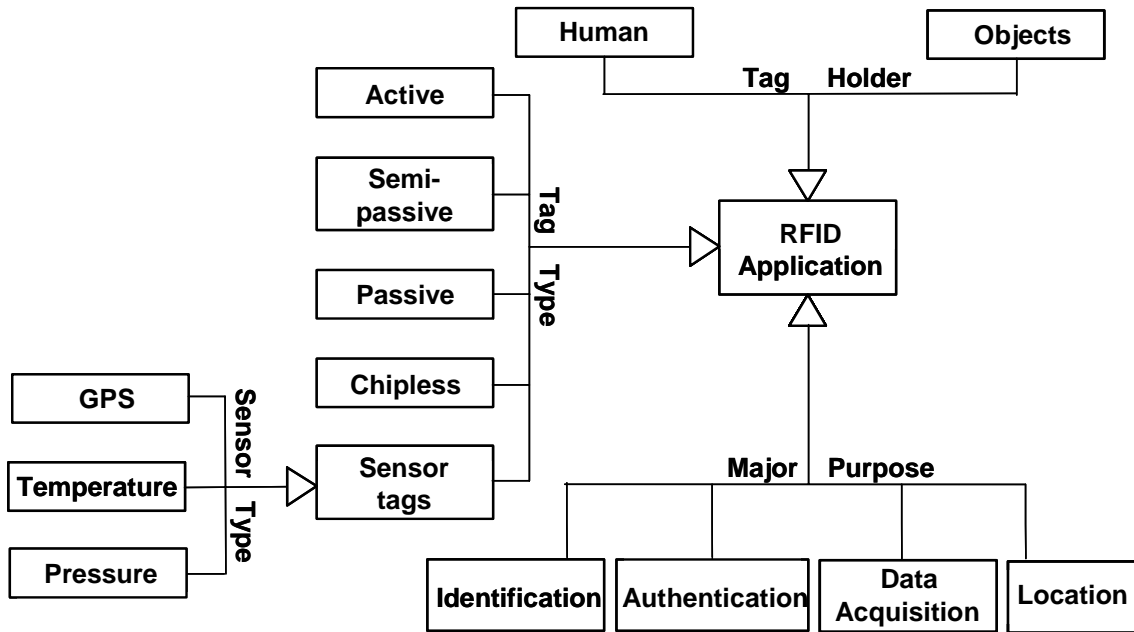 Human
Objects
Tag Holder
Active
Semi-
passive
Tag Type
Passive
Chipless
Sensor
tags
RFID
Application
GPS
Temperature
Pressure
Sensor Type
Major Purpose
Identification
Authentication
Data
Acquisition
Location